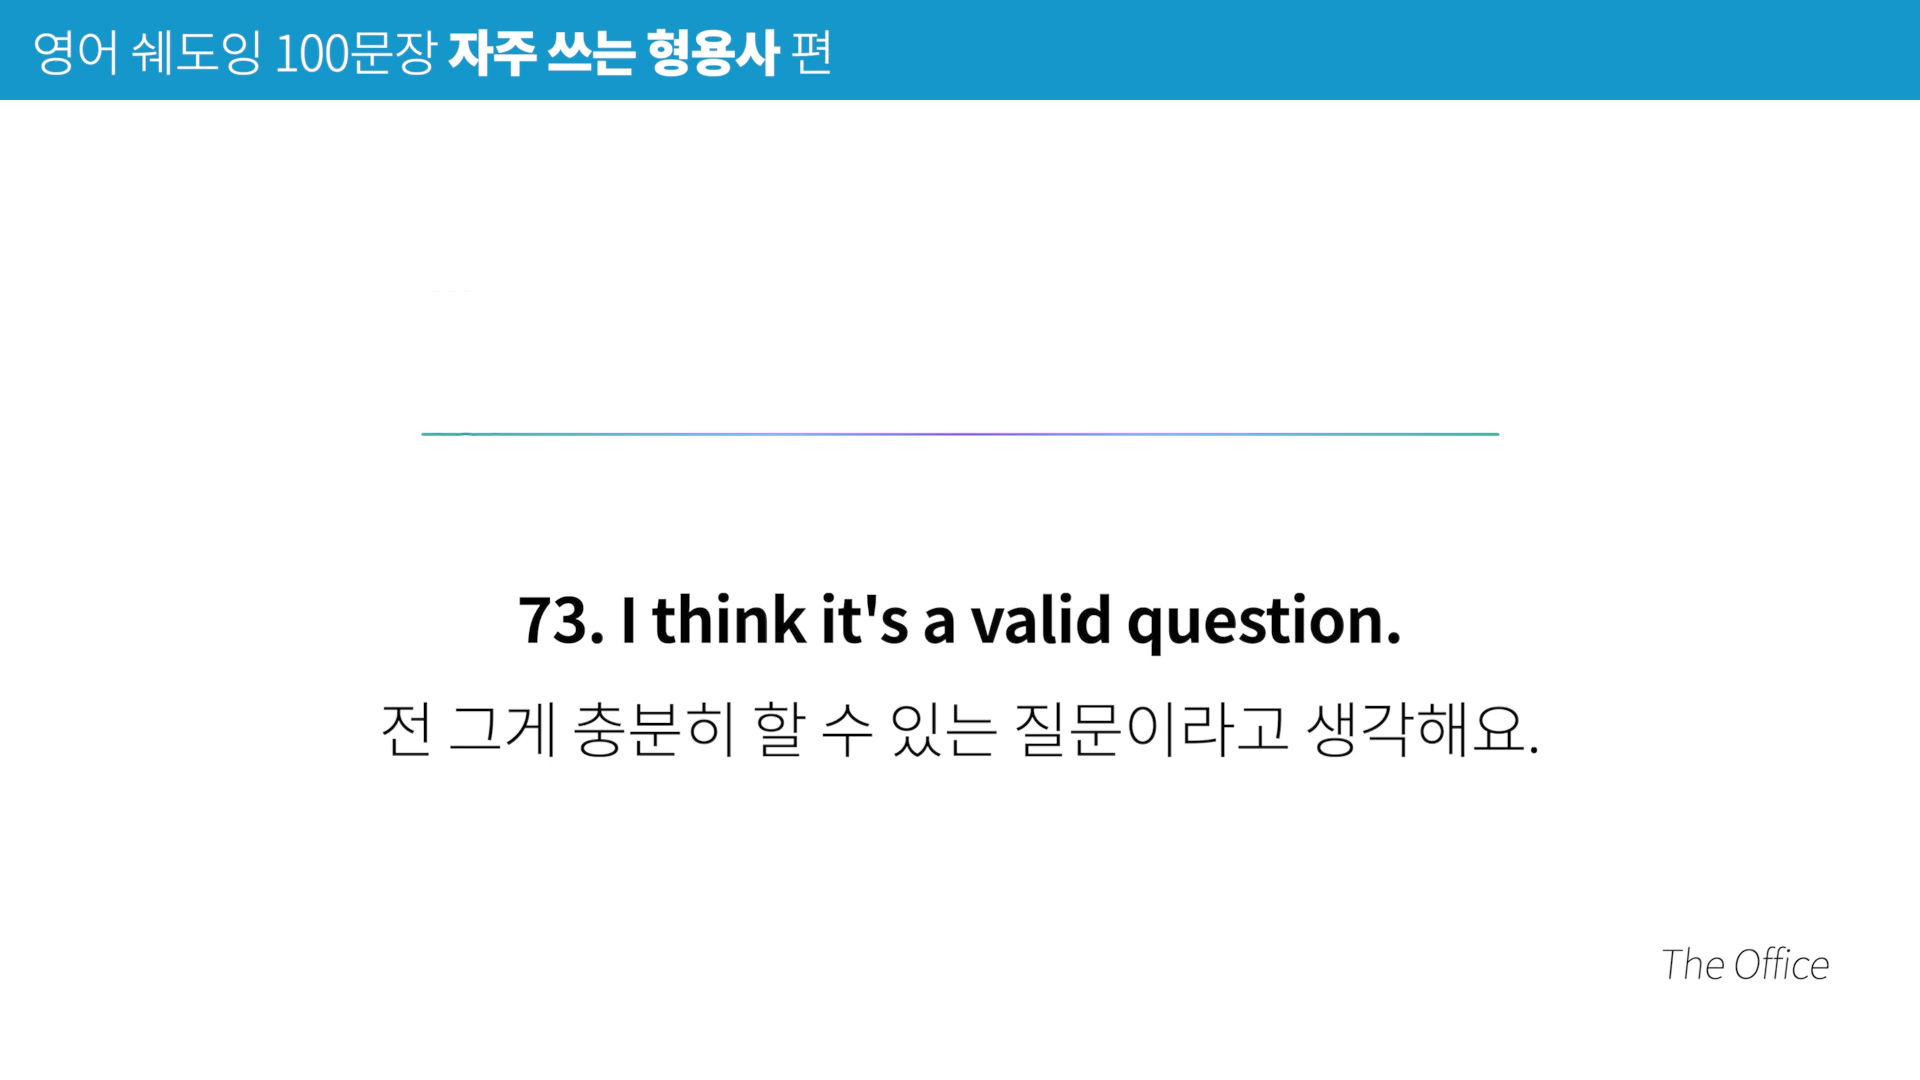 영어 쉐도잉 100문장 자주 쓰는 형용사 편
73. I think it's a valid question.
전 그게 충분히 할 수 있는 질문이라고 생각해요.
The Office